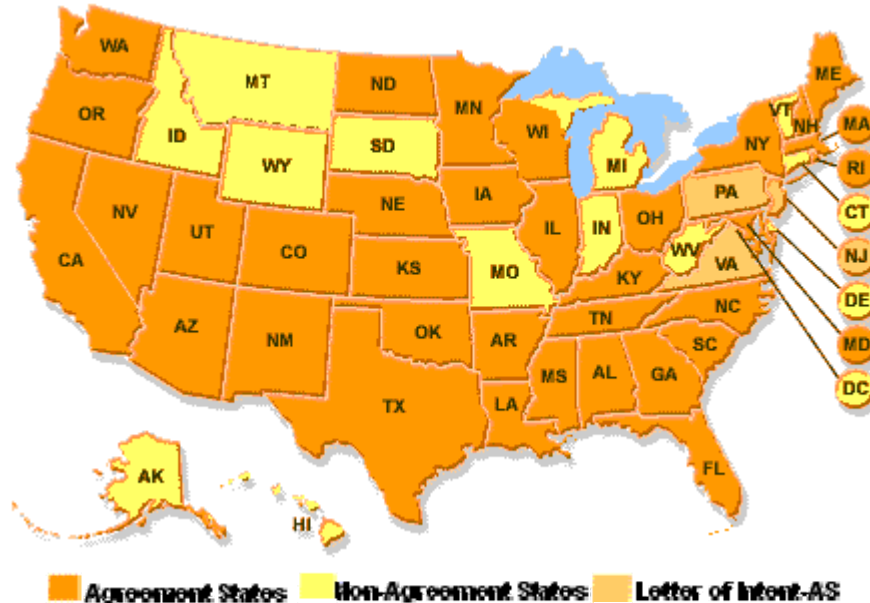 WA
MT
ND
MN
ME
OR
ID
SD
WI
VT
NH
MA
NY
WY
MI
RI
PA
CT
NV
NE
IA
IL
IN
OH
NJ
UT
CO
WV
VA
CA
KS
MO
KY
DE
AZ
NM
OK
AR
TN
NC
MD
SC
DC
MS
AL
GA
TX
LA
FL
AK
HI
Agreement States Non-Agreement States Letter of Intent-AS